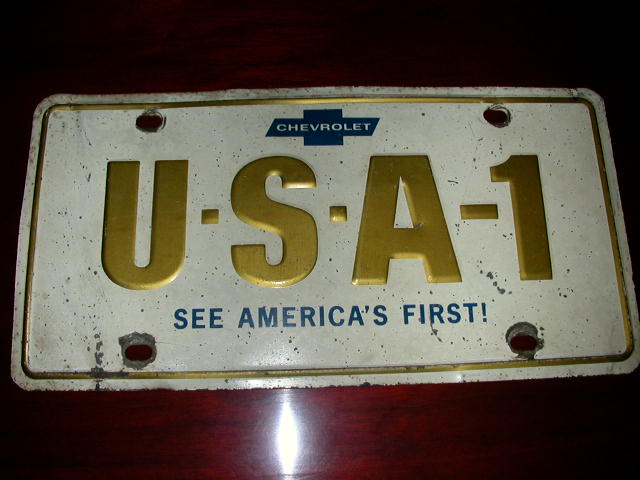 CHEVROLET
U-S-A-1
SEE AMERICA'S FIRST!